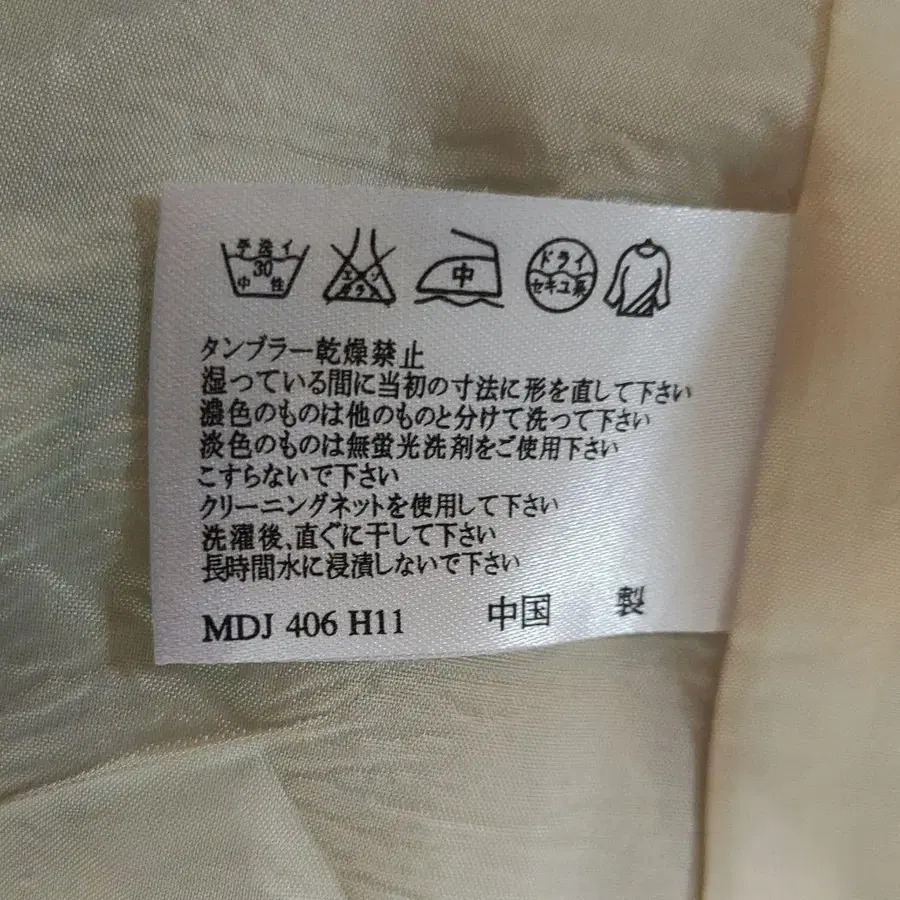 手洗イ
30
中性
エンソ
サラシ
中
ドライ
セキユ系
タンブラー乾燥禁止
湿っている間に当初の寸法に形を直して下さい
濃色のものは他のものと分けて洗って下さい
淡色のものは無蛍光洗剤をご使用下さい
こすらないで下さい
クリーニングネットを使用して下さい
洗濯後、直ぐに干して下さい
長時間水に浸漬しないで下さい
MDJ 406 H11 中国 製